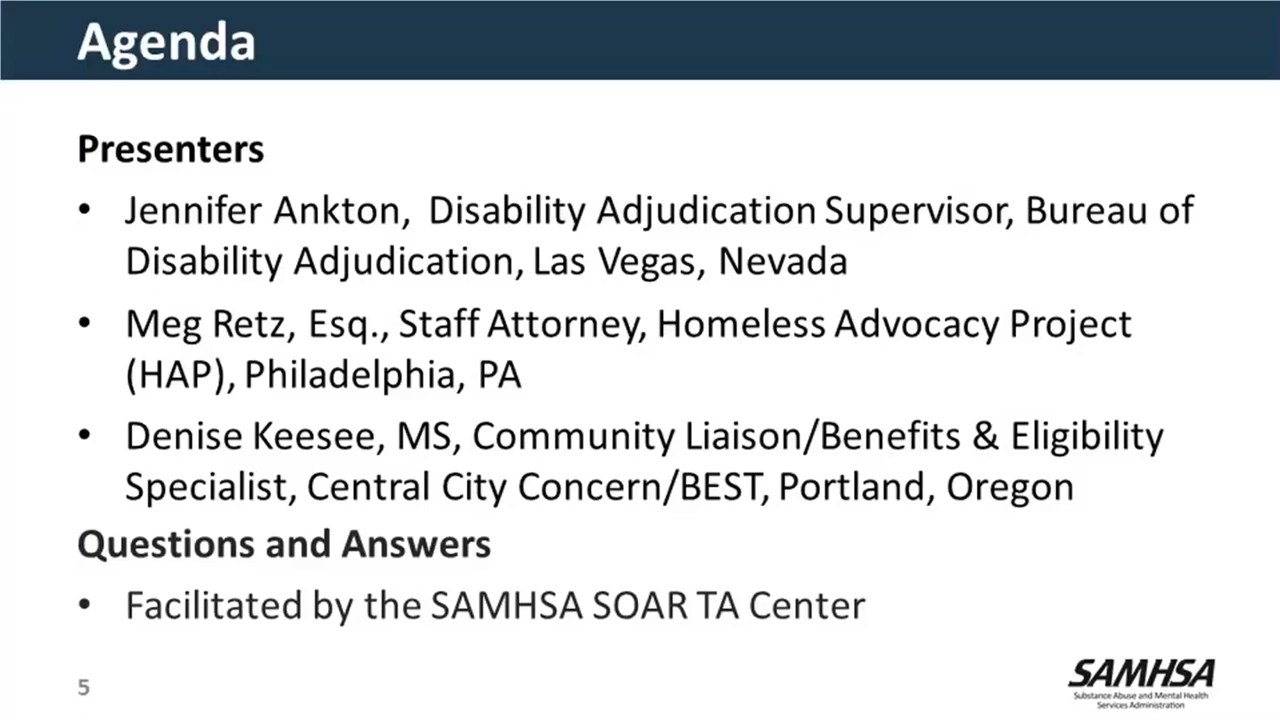 Agenda
Presenters
• Jennifer Ankton, Disability Adjudication Supervisor, Bureau of
Disability Adjudication, Las Vegas, Nevada
• Meg Retz, Esq., Staff Attorney, Homeless Advocacy Project
(HAP), Philadelphia, PA
• Denise Keesee, MS, Community Liaison/Benefits & Eligibility
Specialist, Central City Concern/BEST, Portland, Oregon
Questions and Answers
• Facilitated by the SAMHSA SOAR TA Center
5
SAMHSA
Substance Abuse and Mental Health
Services Administration